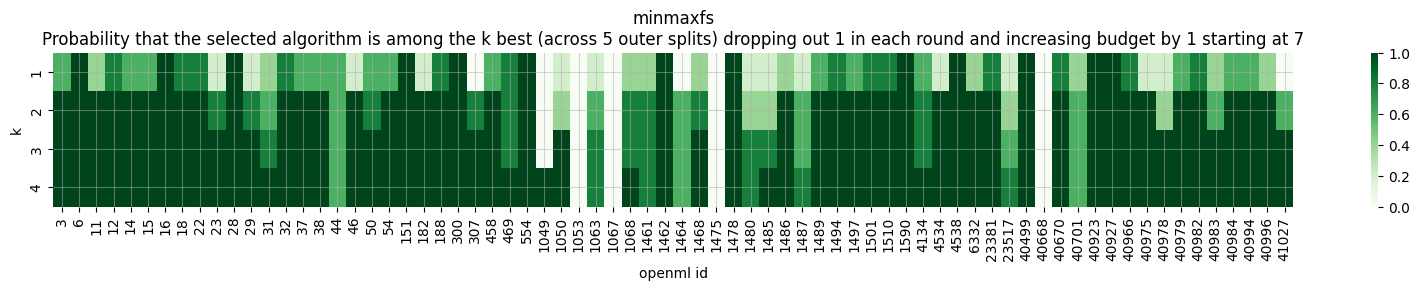 minmaxfs
Probability that the selected algorithm is among the k best (across 5 outer splits) dropping out 1 in each round and increasing budget by 1 starting at 7
k
1
2
3
4
3 6 11 12 14 15 16 18 22 23 28 29 31 32 37 38 44 46 50 54 151 182 188 300 307 458 469 554 1049 1050 1053 1063 1067 1068 1461 1462 1464 1468 1475 1478 1480 1485 1486 1487 1489 1494 1497 1501 1510 1590 4134 4534 4538 6332 23381 23517 40499 40668 40670 40701 40923 40927 40966 40975 40978 40979 40982 40983 40984 40994 40996 41027
openml id
1.0
0.8
0.6
0.4
0.2
0.0